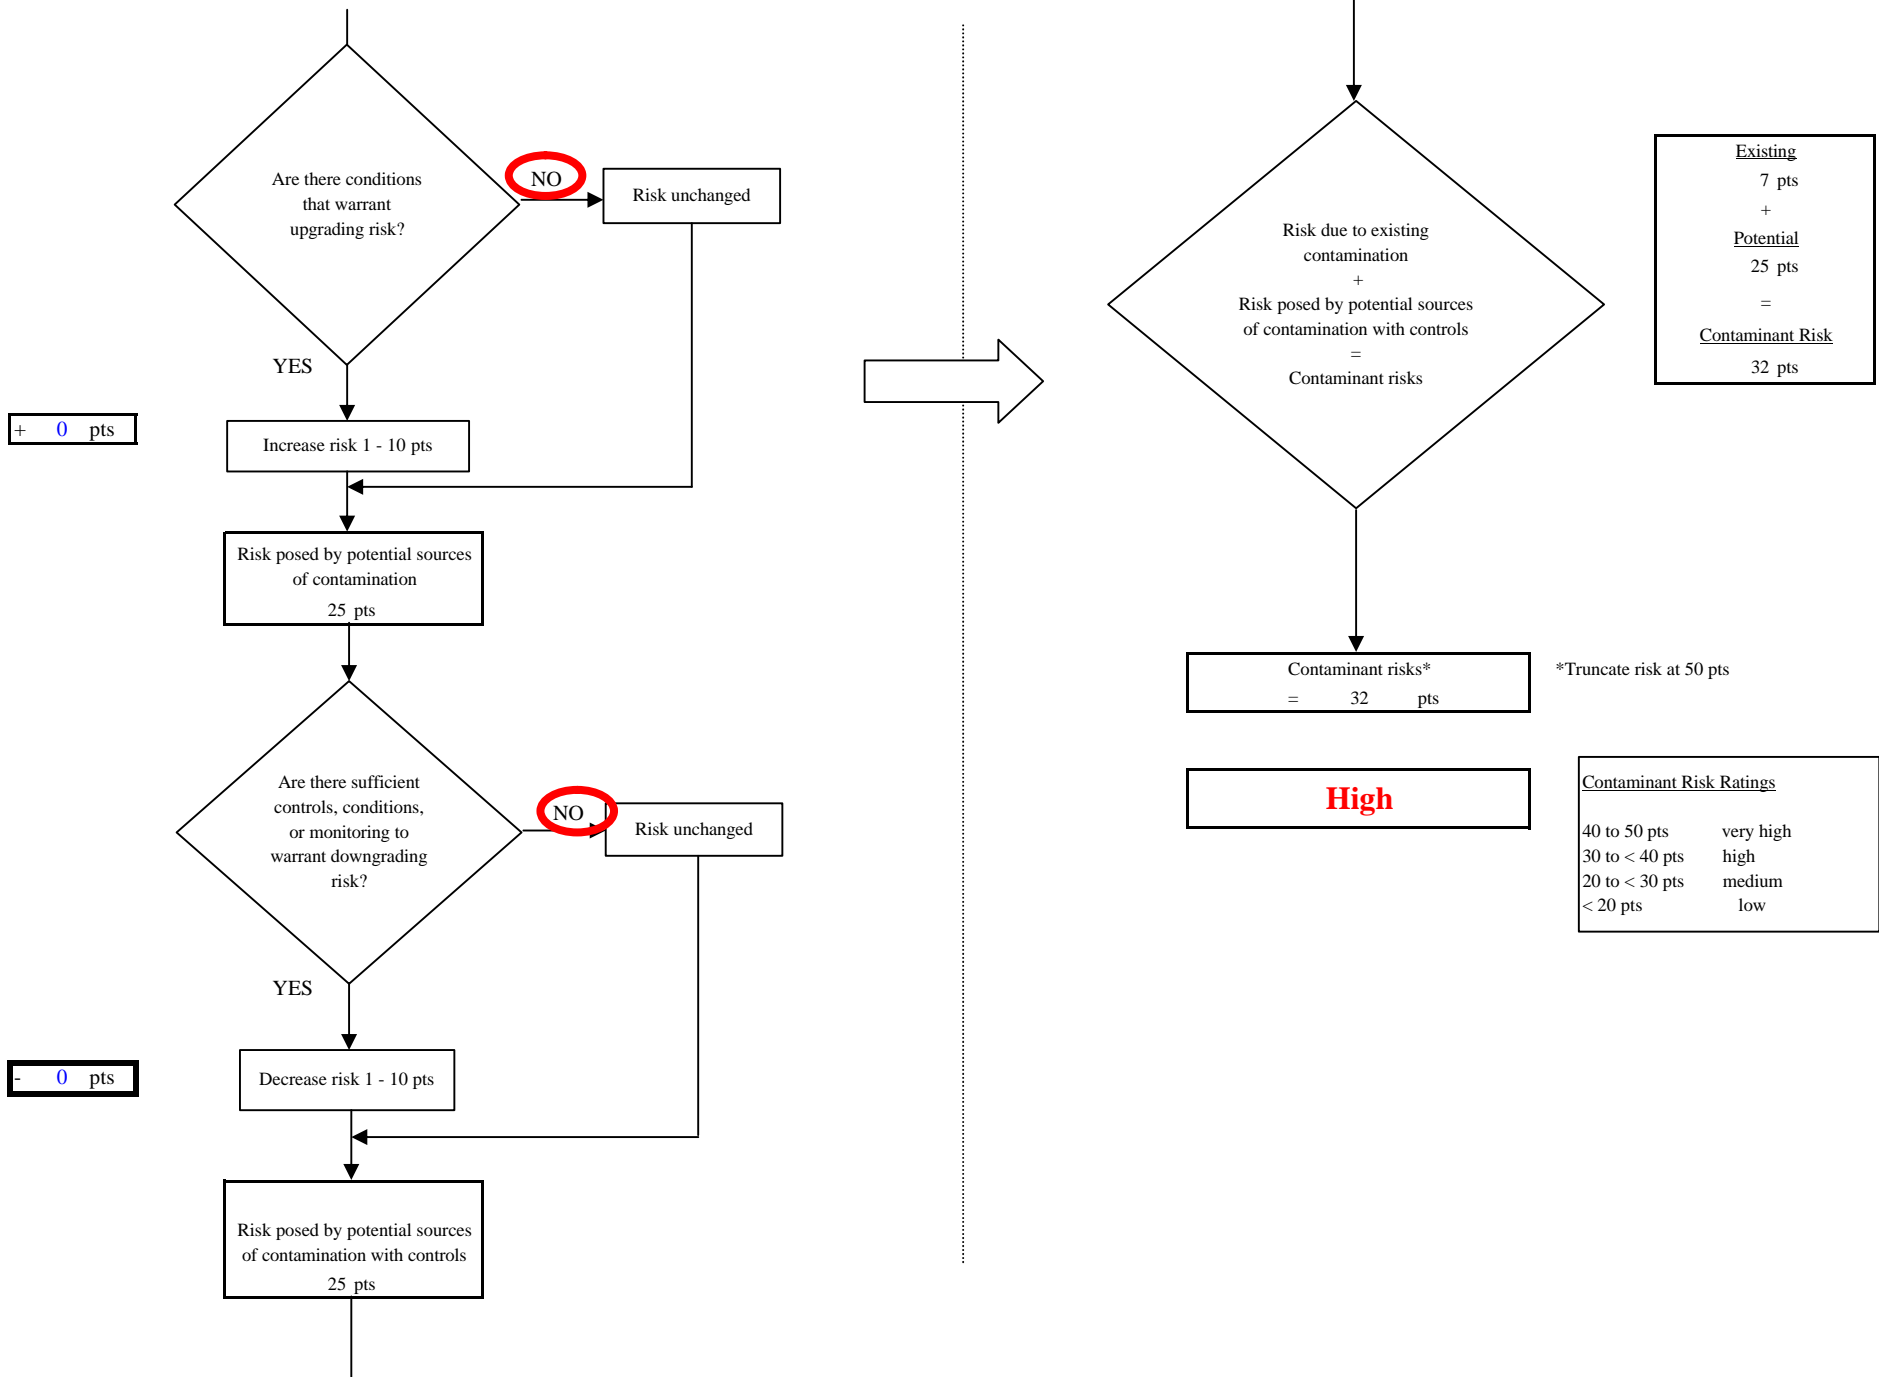 Are there conditions
that warrant
upgrading risk?
NO
Risk unchanged
YES
+ 0 pts
Increase risk 1 - 10 pts
Risk posed by potential sources
of contamination
25 pts
Are there sufficient
controls, conditions,
or monitoring to
warrant downgrading
risk?
NO
Risk unchanged
YES
- 0 pts
Decrease risk 1 - 10 pts
Risk posed by potential sources
of contamination with controls
25 pts
Risk due to existing
contamination
+
Risk posed by potential sources
of contamination with controls
=
Contaminant risks
Existing
7 pts
+
Potential
25 pts
=
Contaminant Risk
32 pts
Contaminant risks*
= 32 pts
*Truncate risk at 50 pts
High
Contaminant Risk Ratings
40 to 50 pts very high
30 to < 40 pts high
20 to < 30 pts medium
< 20 pts low